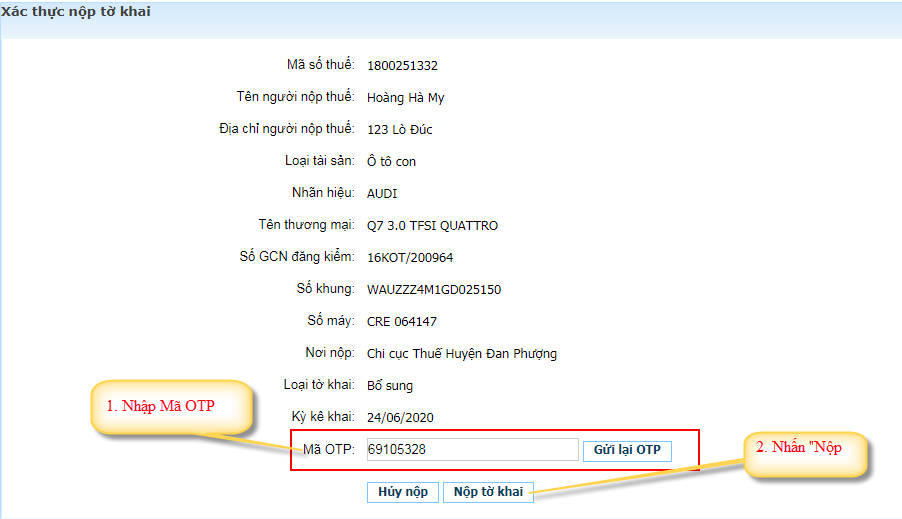 Xác thực nộp tờ khai
Mã số thuế: 1800251332
Tên người nộp thuế: Hoàng Hà My
Địa chỉ người nộp thuế: 123 Lò Đúc
Loại tài sản: Ô tô con
Nhãn hiệu: AUDI
Tên thương mại: Q7 3.0 TFSI QUATTRO
Số GCN đăng kiểm: 16KOT/200964
Số khung: WAUZZZ4M1GD025150
Số máy: CRE 064147
Nơi nộp: Chi cục Thuế Huyện Đan Phượng
Loại tờ khai: Bổ sung
1. Nhập Mã OTP
Kỳ kê khai: 24/06/2020
Mã OTP: 69105328 Gửi lại OTP
2. Nhấn "Nộp
Hủy nộp Nộp tờ khai